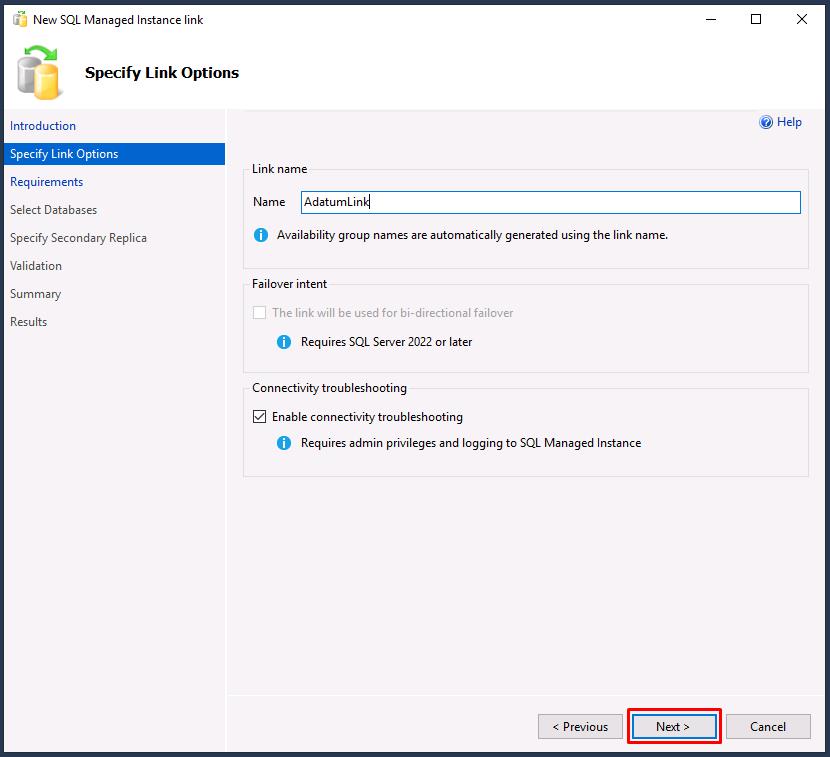 New SQL Managed Instance link
Specify Link Options
Introduction
Specify Link Options
Requirements
Select Databases
Specify Secondary Replica
Validation
Summary
Results
Help
Link name
Name AdatumLink
Availability group names are automatically generated using the link name.
Failover intent
The link will be used for bi-directional failover
Requires SQL Server 2022 or later
Connectivity troubleshooting
Enable connectivity troubleshooting
Requires admin privileges and logging to SQL Managed Instance
< Previous Next > Cancel